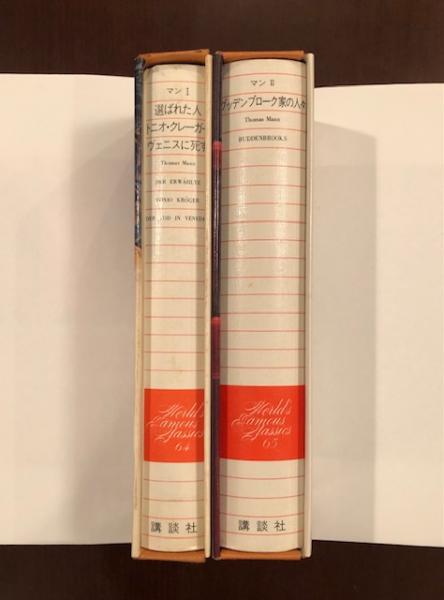 マン I
選ばれた人
トニオ・クレーガー
ヴェニスに死す
Thomas Mann
DER ERWÄHLTE
TONIO KRÖGER
DER TOD IN VENEDIG
World's
Famous
Classics
64
講談社
マン II
ブッデンブローク家の人々
Thomas Mann
BUDDENBROOKS
World's
Famous
Classics
65
講談社